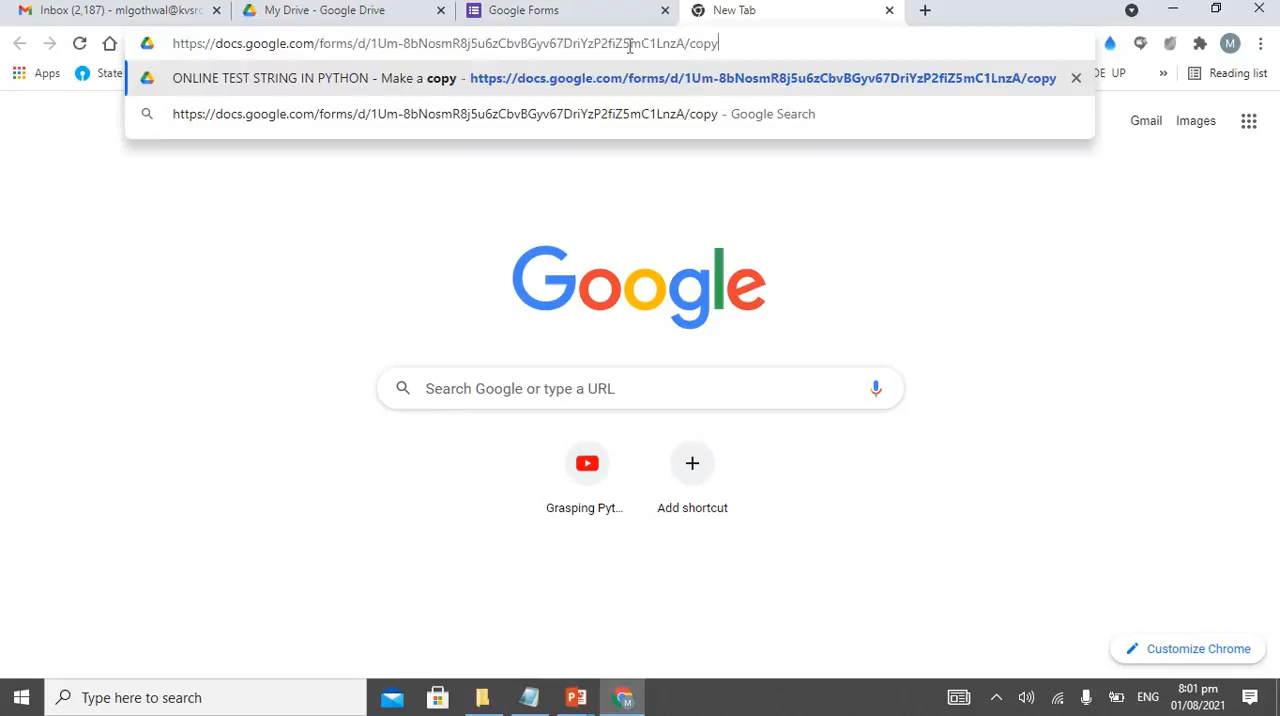 Inbox (2,187) - mlgothwal@kvsrc
My Drive - Google Drive
Google Forms
New Tab
https://docs.google.com/forms/d/1Um-8bNosmR8j5u6zCbvBGyv67DriYzP2fiZ5mC1LnzA/copy
M
Apps
State
ONLINE TEST STRING IN PYTHON - Make a copy - https://docs.google.com/forms/d/1Um-8bNosmR8j5u6zCbvBGyv67DriYzP2fiZ5mC1LnzA/copy
DE UP
»
Reading list
https://docs.google.com/forms/d/1Um-8bNosmR8j5u6zCbvBGyv67DriYzP2fiZ5mC1LnzA/copy - Google Search
Gmail
Images
Google
Search Google or type a URL
Grasping Pyt...
Add shortcut
Customize Chrome
Type here to search
ENG
8:01 pm
01/08/2021